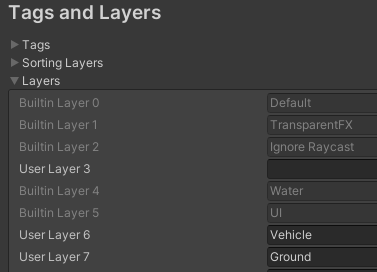 Tags and Layers
Tags
Sorting Layers
Layers
Builtin Layer 0 Default
Builtin Layer 1 TransparentFX
Builtin Layer 2 Ignore Raycast
User Layer 3
Builtin Layer 4 Water
Builtin Layer 5 UI
User Layer 6 Vehicle
User Layer 7 Ground